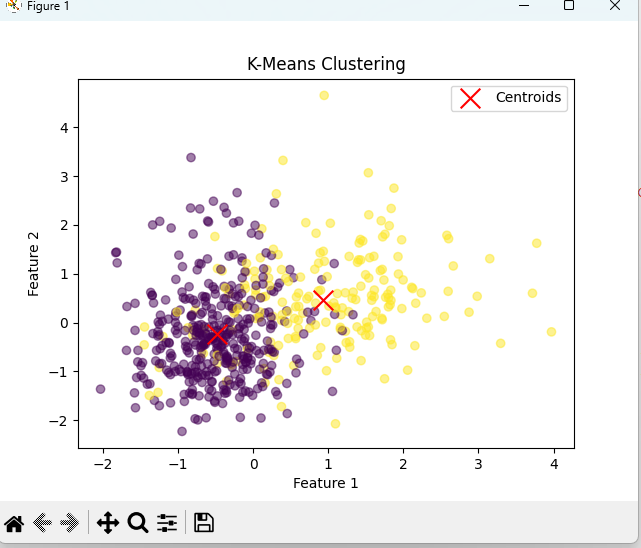 Figure 1
K-Means Clustering
Centroids
4
3
2
1
0
−1
−2
Feature 2
−2
−1
0
1
2
3
4
Feature 1